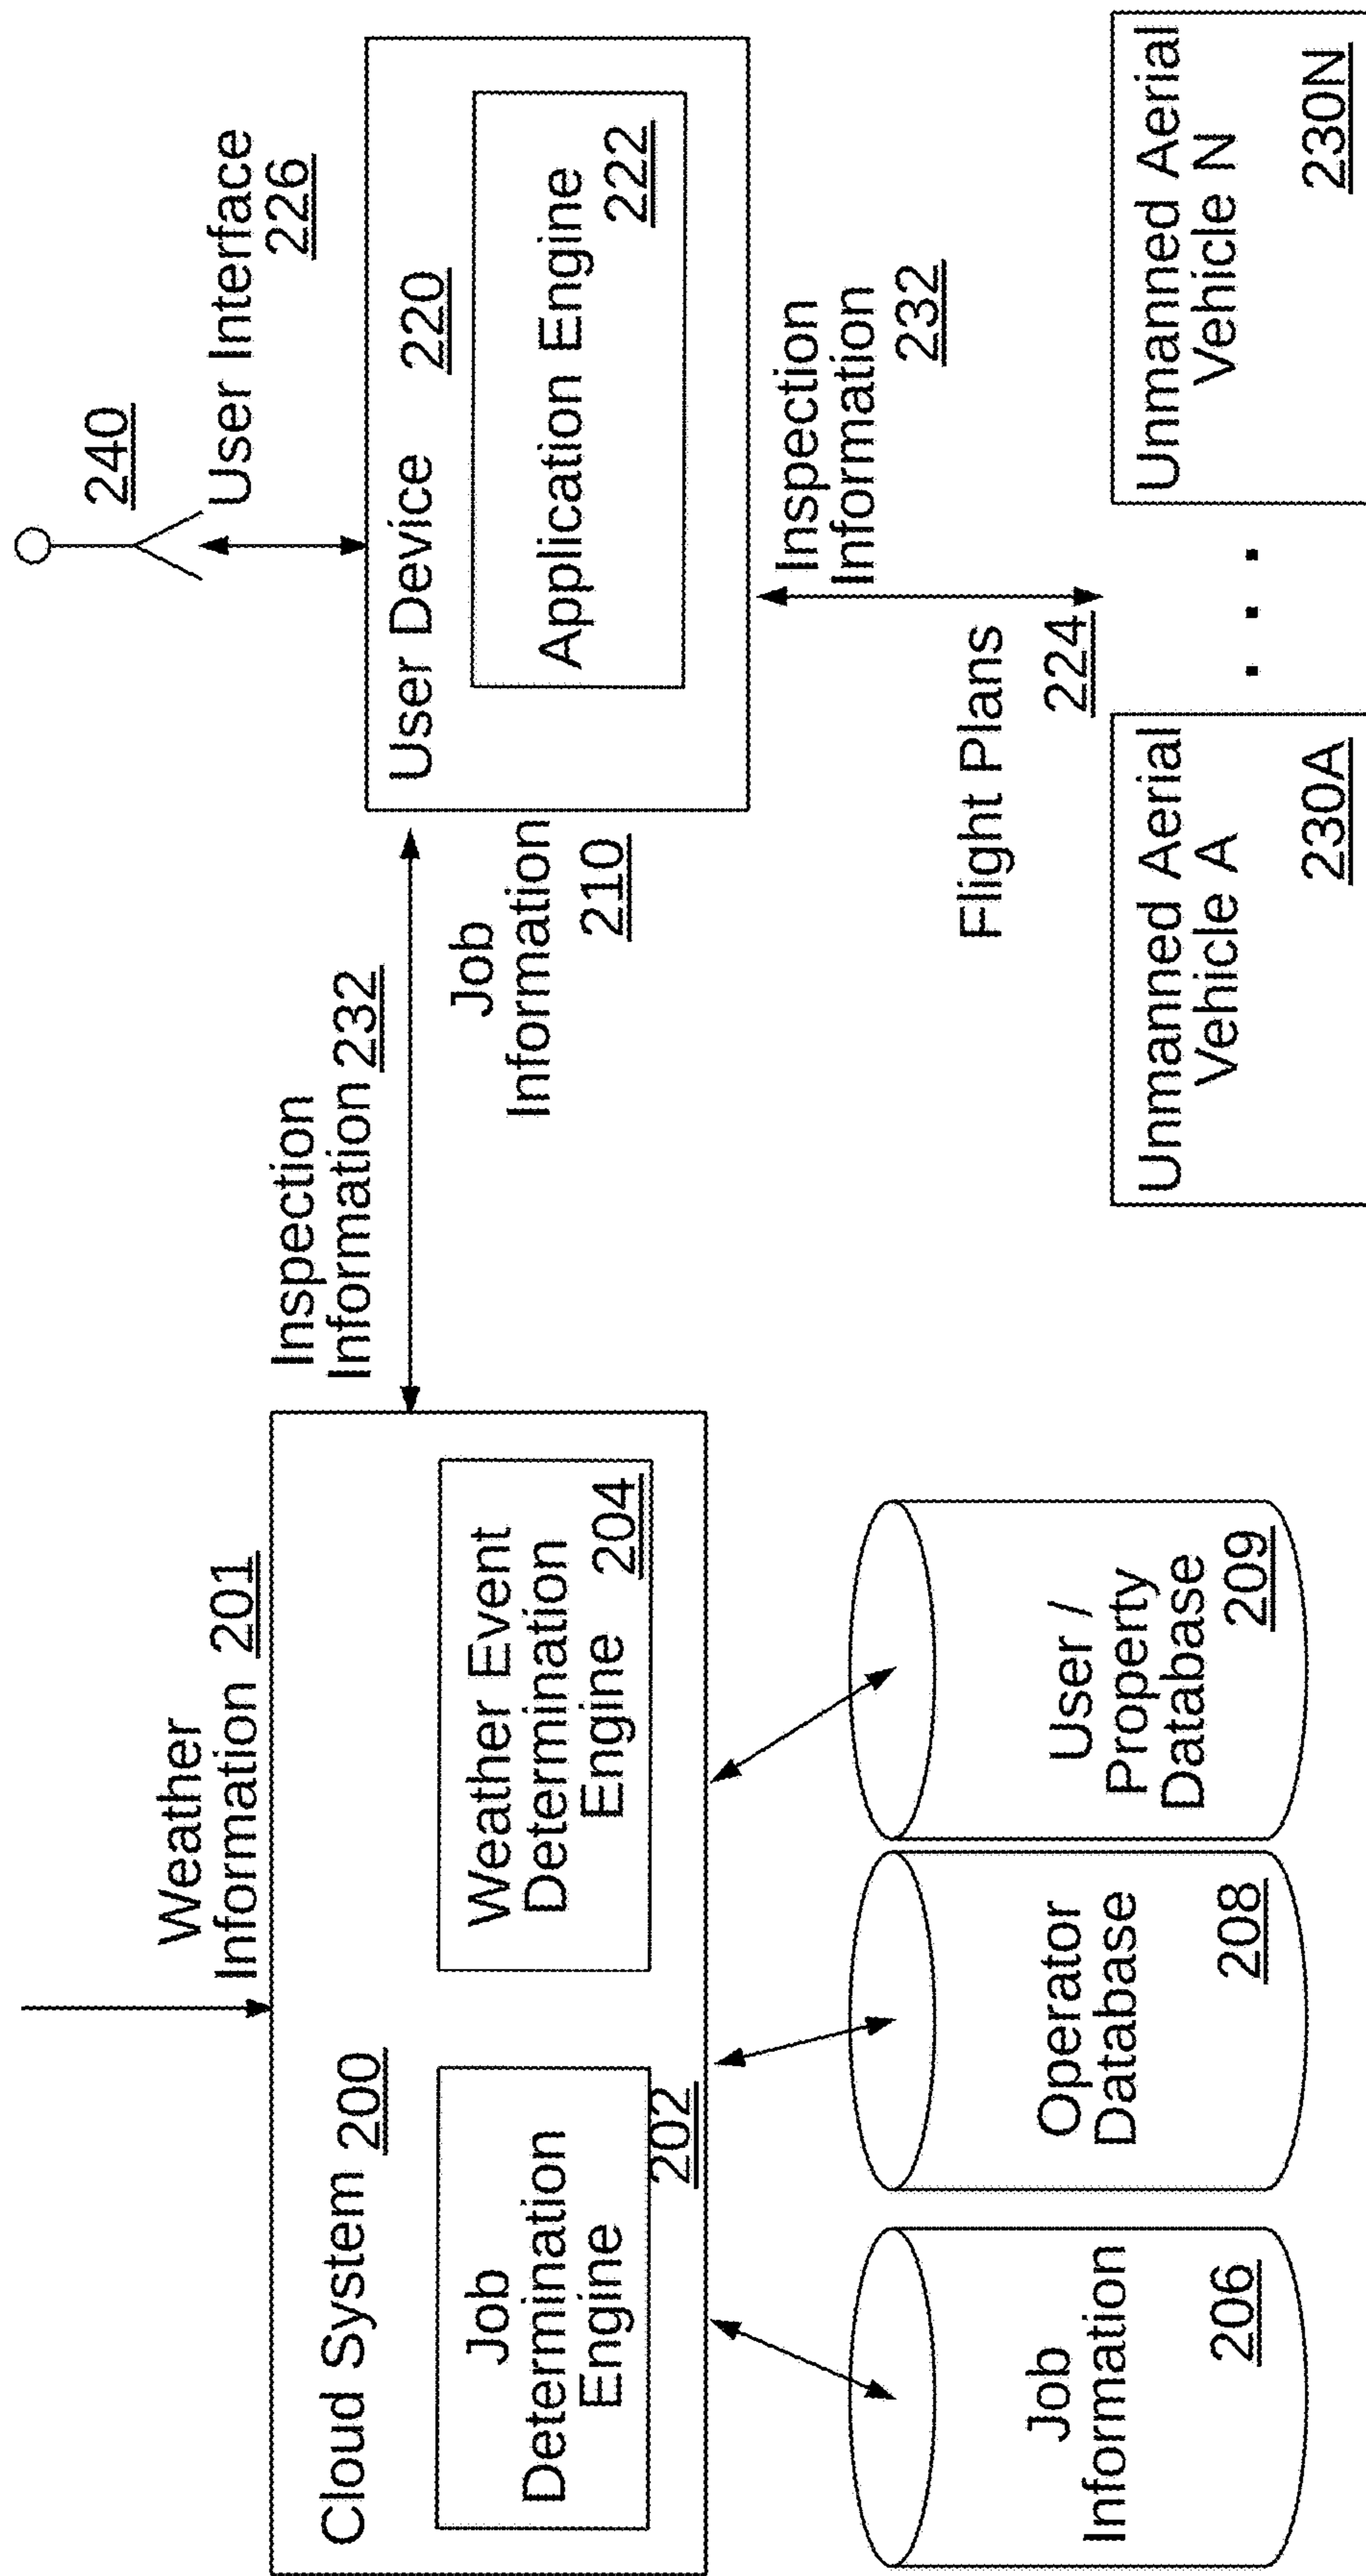 Weather
Information 201
Cloud System 200
Job
Determination
Engine
202
Weather Event
Determination
Engine 204
Job
Information
206
Operator
Database
208
User /
Property
Database
209
Inspection
Information 232
Job
Information
210
240
User Interface
226
User Device 220
Application Engine
222
Inspection
Information
232
Flight Plans
224
Unmanned Aerial
Vehicle A
230A
. . .
Unmanned Aerial
Vehicle N
230N